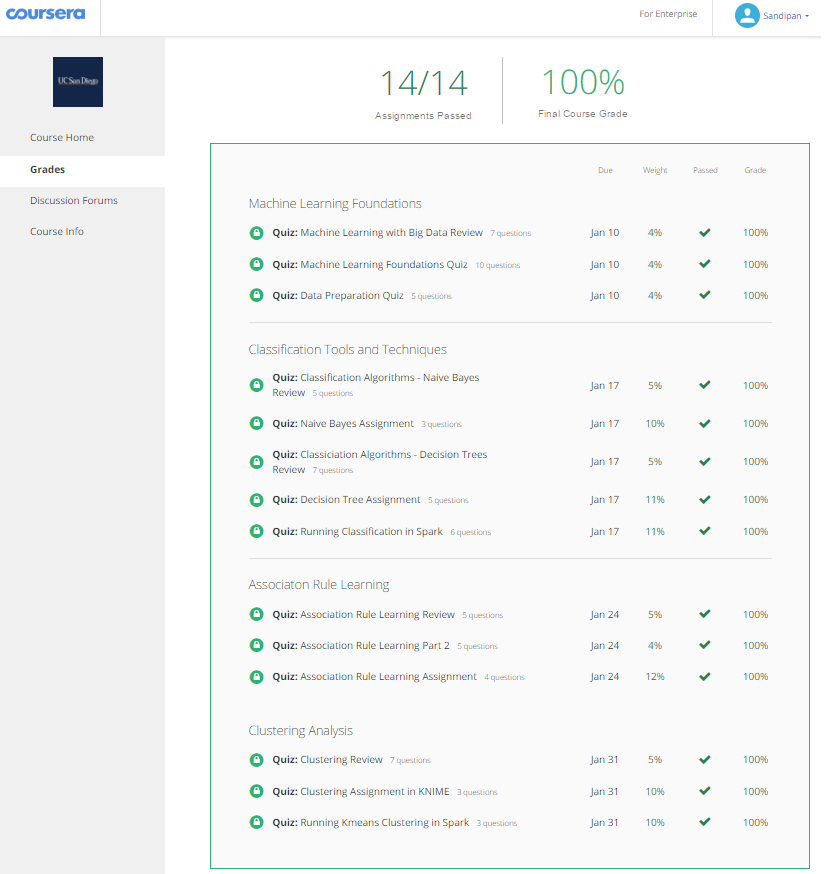 coursera
For Enterprise
Sandipan
UC San Diego
Course Home
Grades
Discussion Forums
Course Info
14/14
Assignments Passed
100%
Final Course Grade
Due Weight Passed Grade
Machine Learning Foundations
Quiz: Machine Learning with Big Data Review 7 questions Jan 10 4% 100%
Quiz: Machine Learning Foundations Quiz 10 questions Jan 10 4% 100%
Quiz: Data Preparation Quiz 5 questions Jan 10 4% 100%
Classification Tools and Techniques
Quiz: Classification Algorithms - Naive Bayes
Review 5 questions Jan 17 5% 100%
Quiz: Naive Bayes Assignment 3 questions Jan 17 10% 100%
Quiz: Classiciation Algorithms - Decision Trees
Review 7 questions Jan 17 5% 100%
Quiz: Decision Tree Assignment 5 questions Jan 17 11% 100%
Quiz: Running Classification in Spark 6 questions Jan 17 11% 100%
Associaton Rule Learning
Quiz: Association Rule Learning Review 5 questions Jan 24 5% 100%
Quiz: Association Rule Learning Part 2 5 questions Jan 24 4% 100%
Quiz: Association Rule Learning Assignment 4 questions Jan 24 12% 100%
Clustering Analysis
Quiz: Clustering Review 7 questions Jan 31 5% 100%
Quiz: Clustering Assignment in KNIME 3 questions Jan 31 10% 100%
Quiz: Running Kmeans Clustering in Spark 3 questions Jan 31 10% 100%